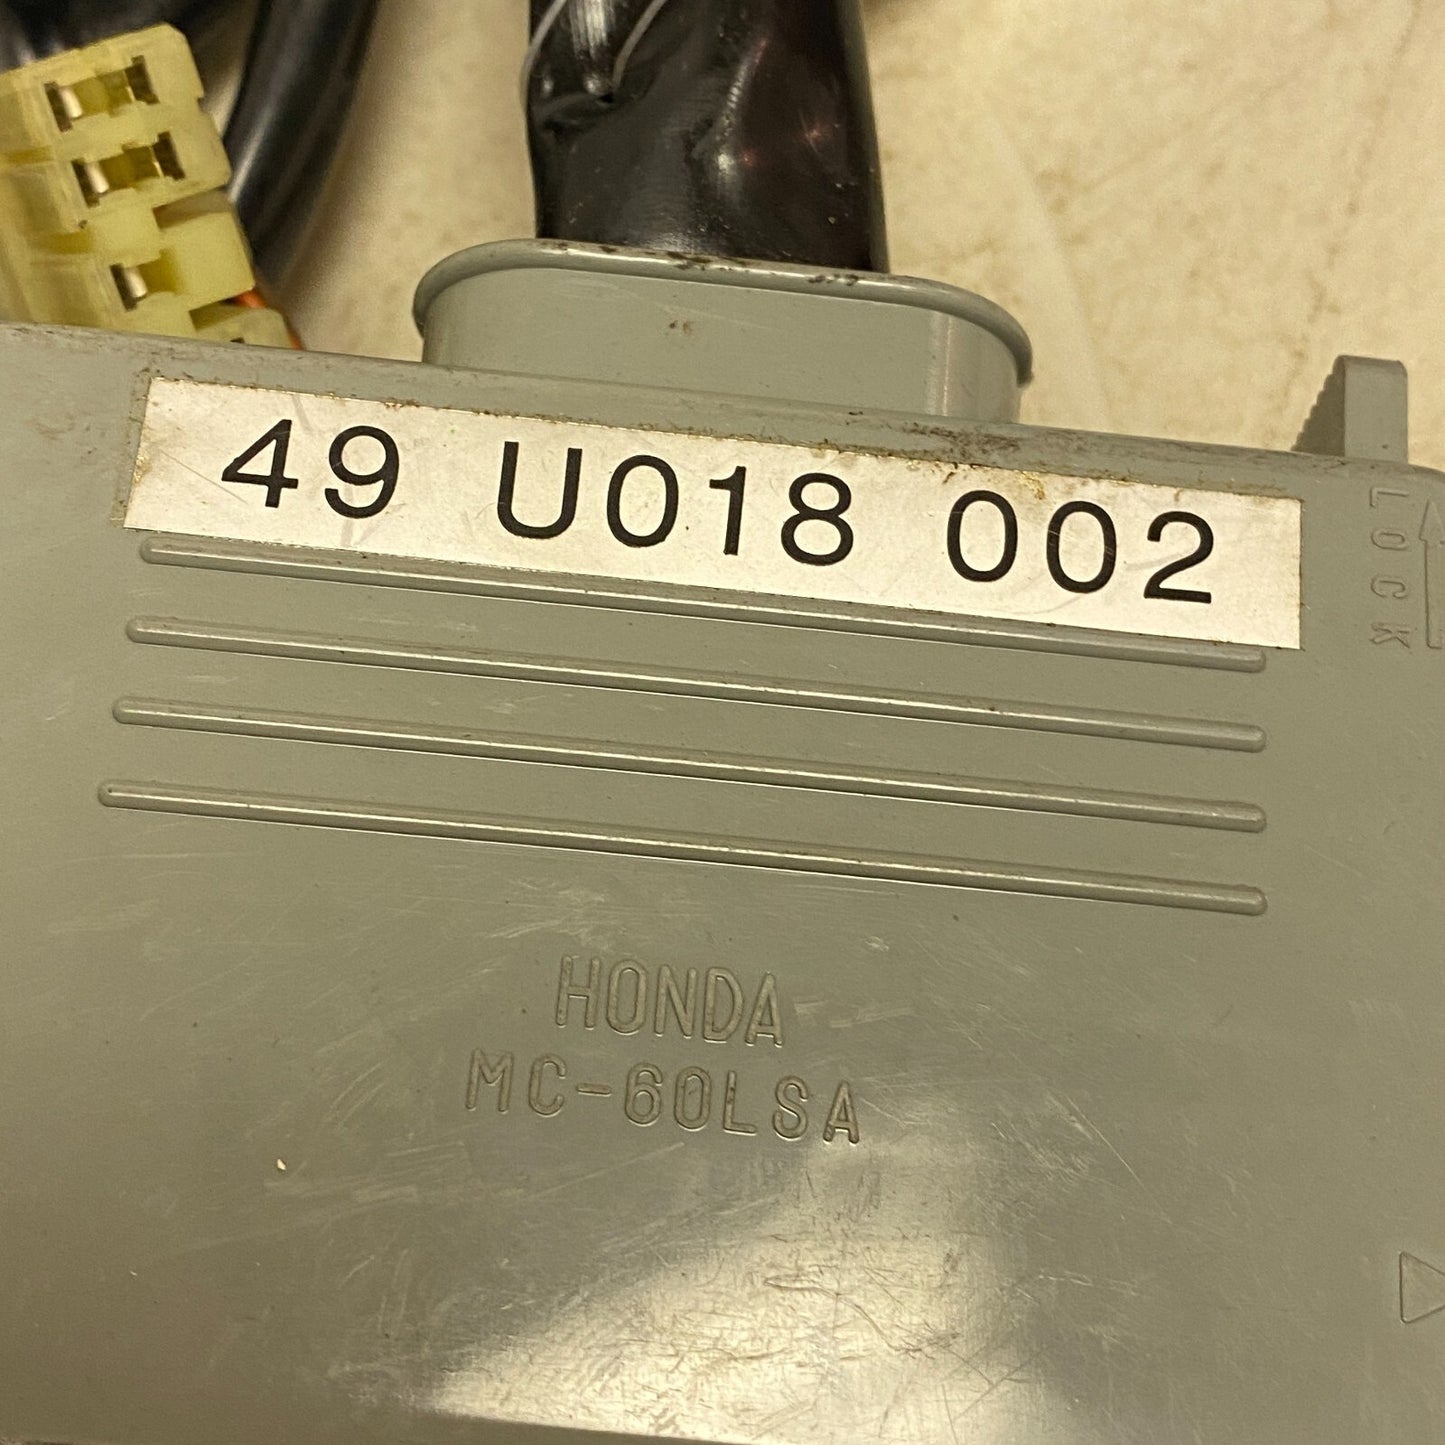 49 U018 002
LOCK
HONDA
MC-60LSA